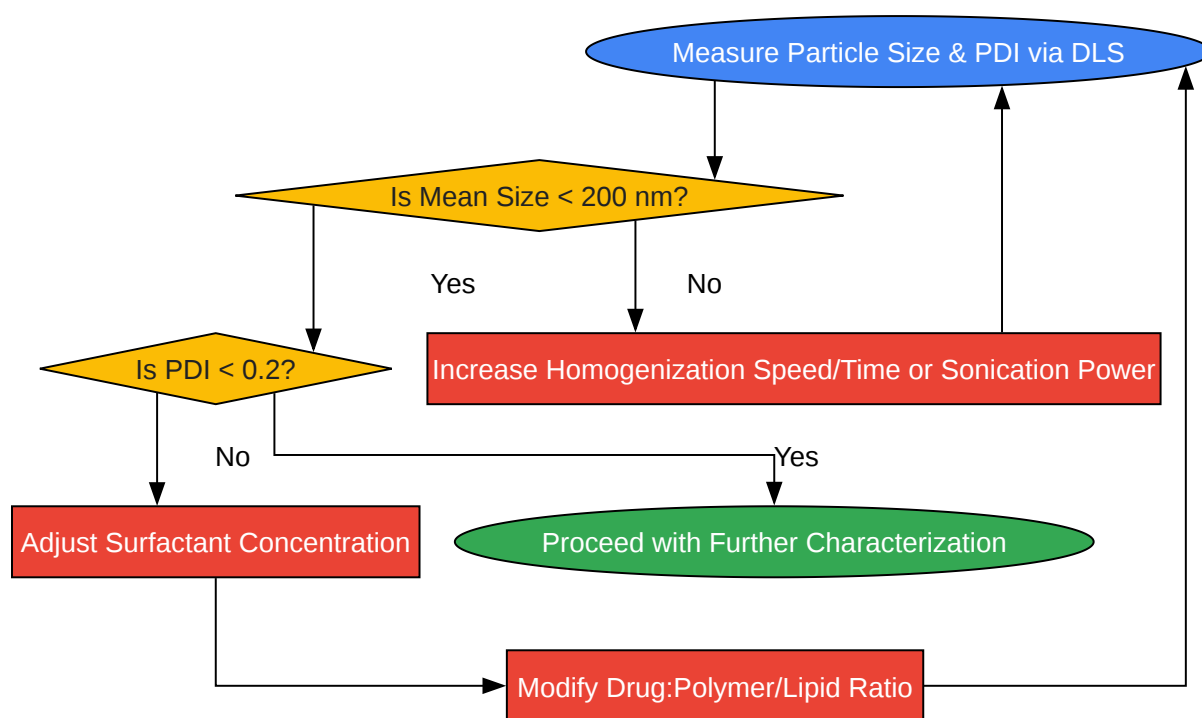 Measure Particle Size & PDI via DLS
Is Mean Size < 200 nm?
Yes
No
Is PDI < 0.2?
Increase Homogenization Speed/Time or Sonication Power
No
Yes
Adjust Surfactant Concentration
Proceed with Further Characterization
Modify Drug:Polymer/Lipid Ratio